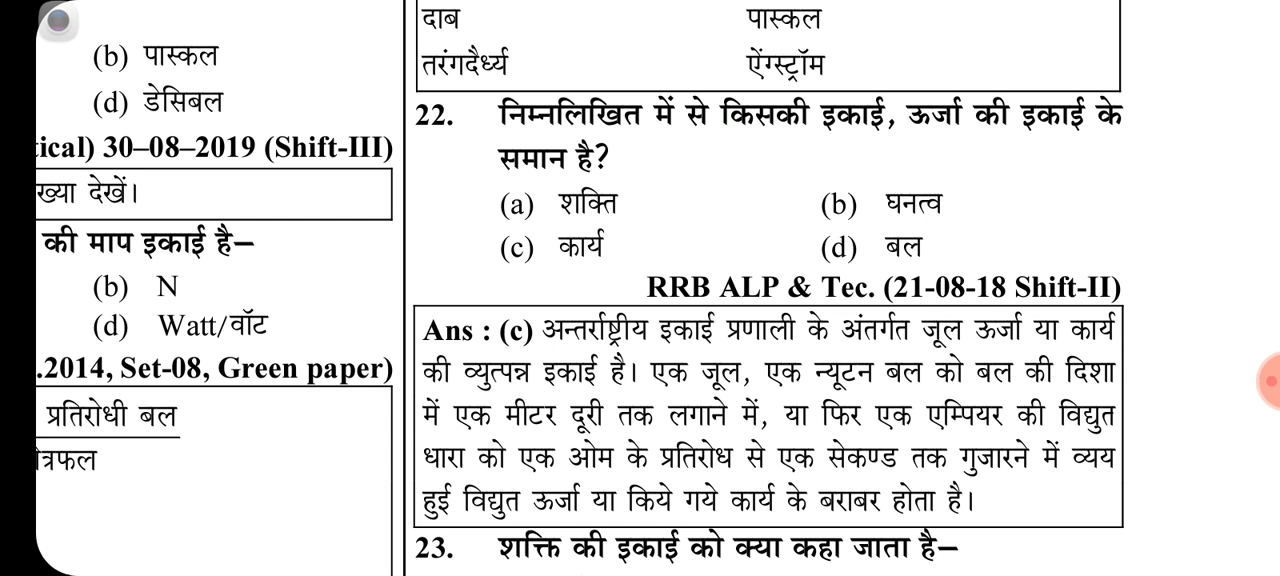 (b) पास्कल
(d) डेसिबल
tical) 30–08–2019 (Shift-III)
ख्या देखें।
की माप इकाई है–
(b) N
(d) Watt/वॉट
.2014, Set-08, Green paper)
प्रतिरोधी बल
त्रफल
दाब पास्कल
तरंगदैर्ध्य ऐंग्स्ट्रॉम
22. निम्नलिखित में से किसकी इकाई, ऊर्जा की इकाई के
समान है?
(a) शक्ति (b) घनत्व
(c) कार्य (d) बल
RRB ALP & Tec. (21-08-18 Shift-II)
Ans : (c) अन्तर्राष्ट्रीय इकाई प्रणाली के अंतर्गत जूल ऊर्जा या कार्य
की व्युत्पन्न इकाई है। एक जूल, एक न्यूटन बल को बल की दिशा
में एक मीटर दूरी तक लगाने में, या फिर एक एम्पियर की विद्युत
धारा को एक ओम के प्रतिरोध से एक सेकण्ड तक गुजारने में व्यय
हुई विद्युत ऊर्जा या किये गये कार्य के बराबर होता है।
23. शक्ति की इकाई को क्या कहा जाता है–